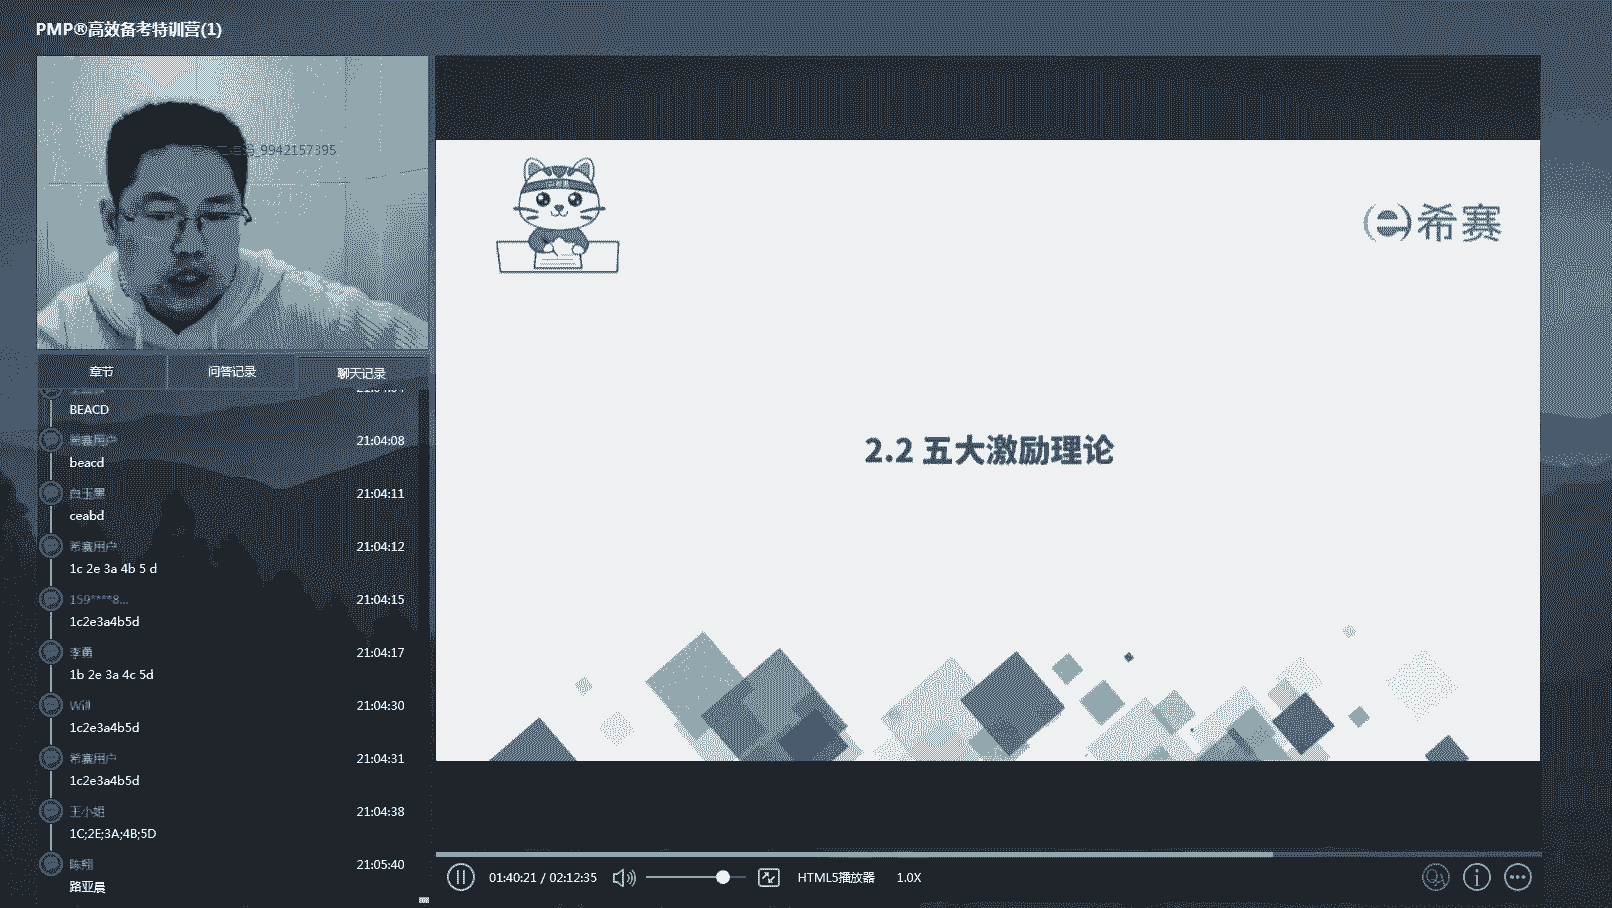 PMP®高效备考特训营(1)
_9942157395
希赛
2.2 五大激励理论
章节
问答记录
聊天记录
BEACD
希赛用户
21:04:08
beacd
白玉黑
21:04:11
ceabd
希赛用户
21:04:12
1c 2e 3a 4b 5 d
159****8...
21:04:15
1c2e3a4b5d
李勇
21:04:17
1b 2e 3a 4c 5d
Will
21:04:30
1c2e3a4b5d
希赛用户
21:04:31
1c2e3a4b5d
王小姐
21:04:38
1C;2E;3A;4B;5D
21:05:40
路亚晨
01:40:21 / 02:12:35
HTML5播放器
1.0X